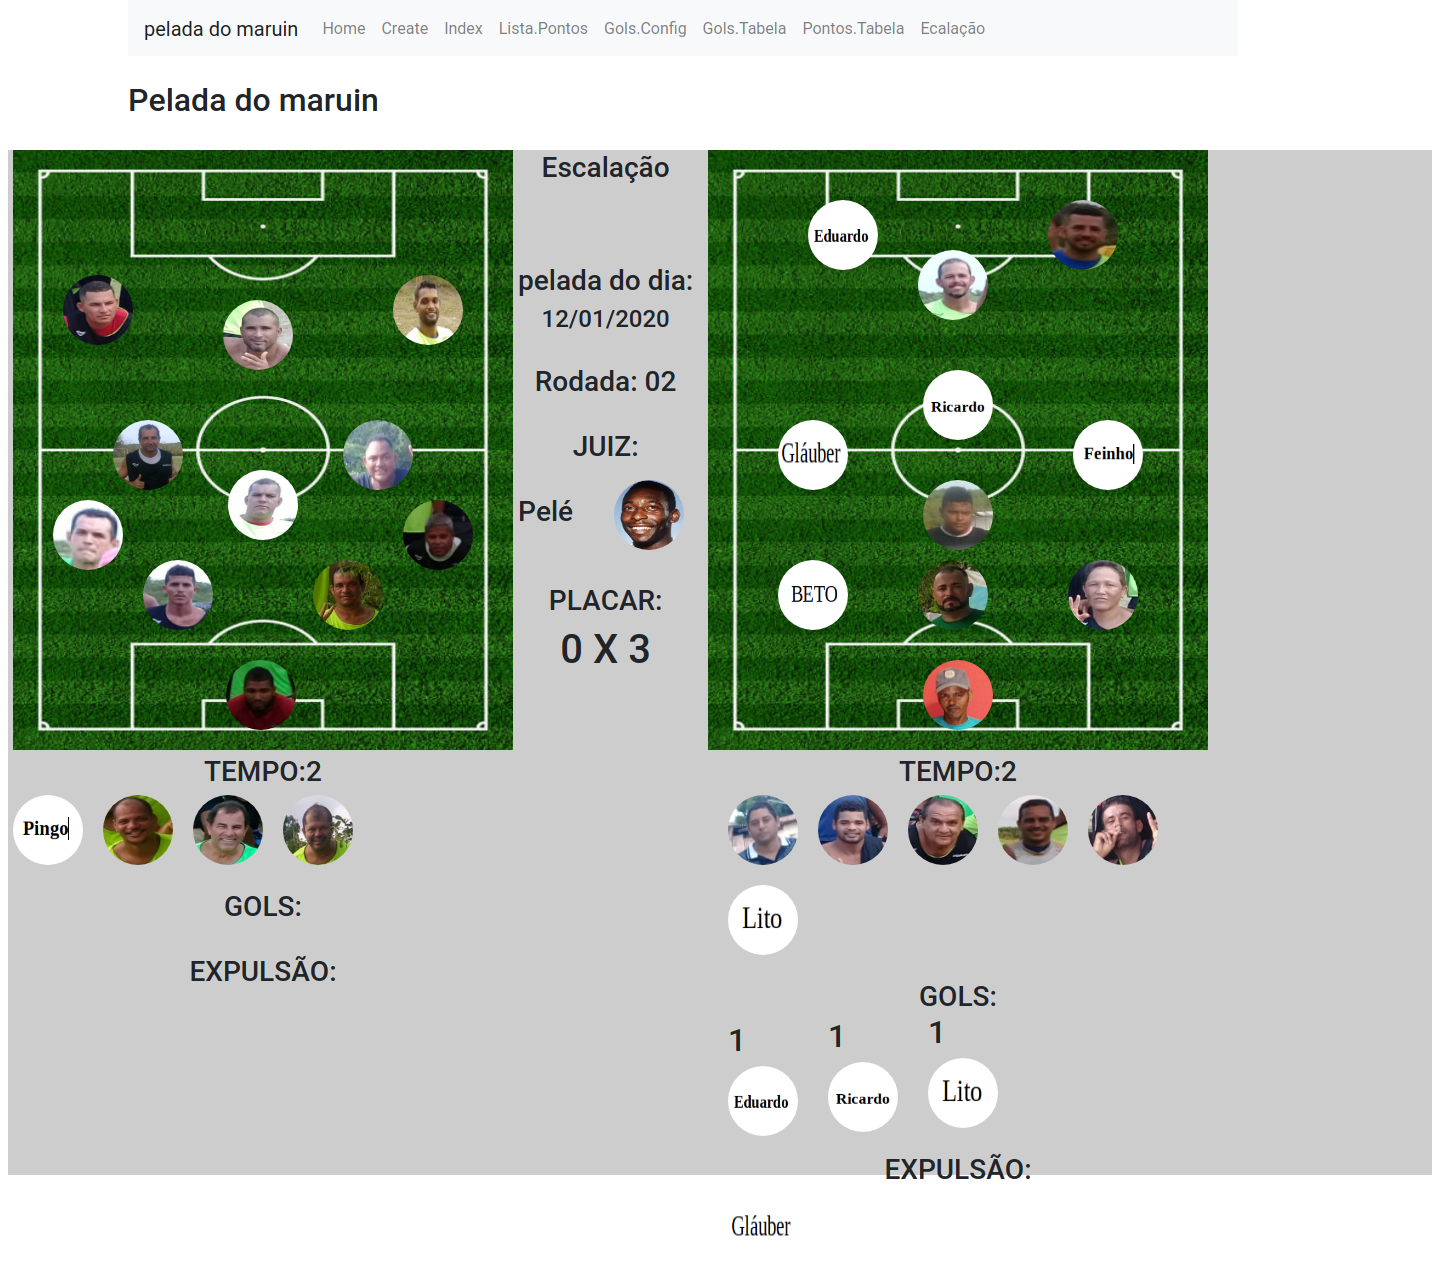 pelada do maruin Home Create Index Lista.Pontos Gols.Config Gols.Tabela Pontos.Tabela Ecalação
Pelada do maruin
Escalação
pelada do dia:
12/01/2020
Rodada: 02
JUIZ:
Pelé
PLACAR:
0 X 3
Eduardo
Ricardo
Gláuber
Feinho
BETO
TEMPO:2
Pingo
GOLS:
EXPULSÃO:
TEMPO:2
Lito
GOLS:
1 1 1
Eduardo Ricardo Lito
EXPULSÃO:
Gláuber